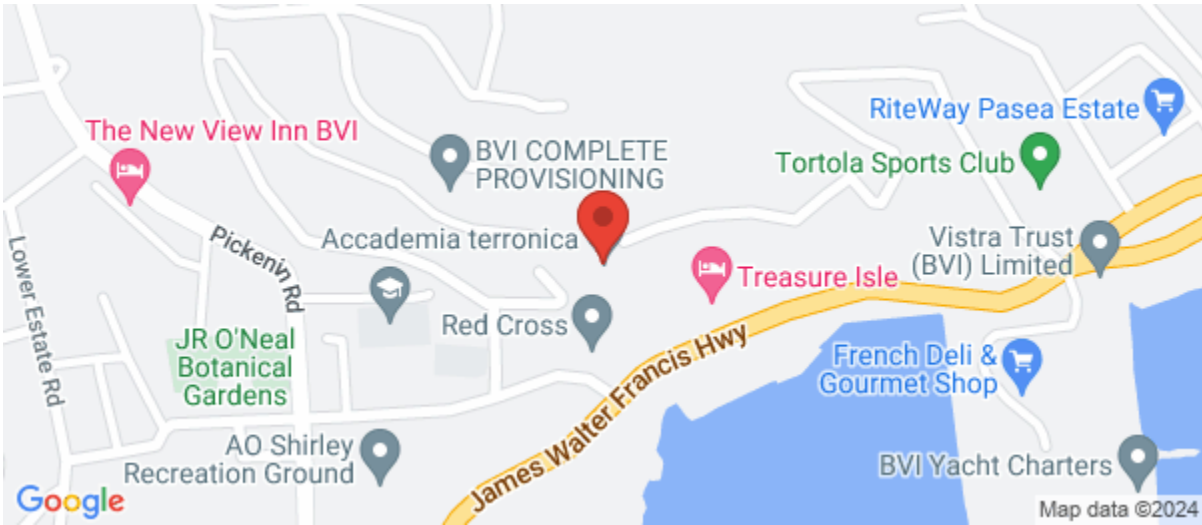 RiteWay Pasea Estate
The New View Inn BVI
BVI COMPLETE
PROVISIONING
Tortola Sports Club
Accademia terronica
Pickenin Rd
Vistra Trust
(BVI) Limited
Treasure Isle
Lower Estate Rd
Red Cross
JR O'Neal
Botanical
Gardens
James Walter Francis Hwy
French Deli &
Gourmet Shop
AO Shirley
Recreation Ground
BVI Yacht Charters
Google
Map data ©2024